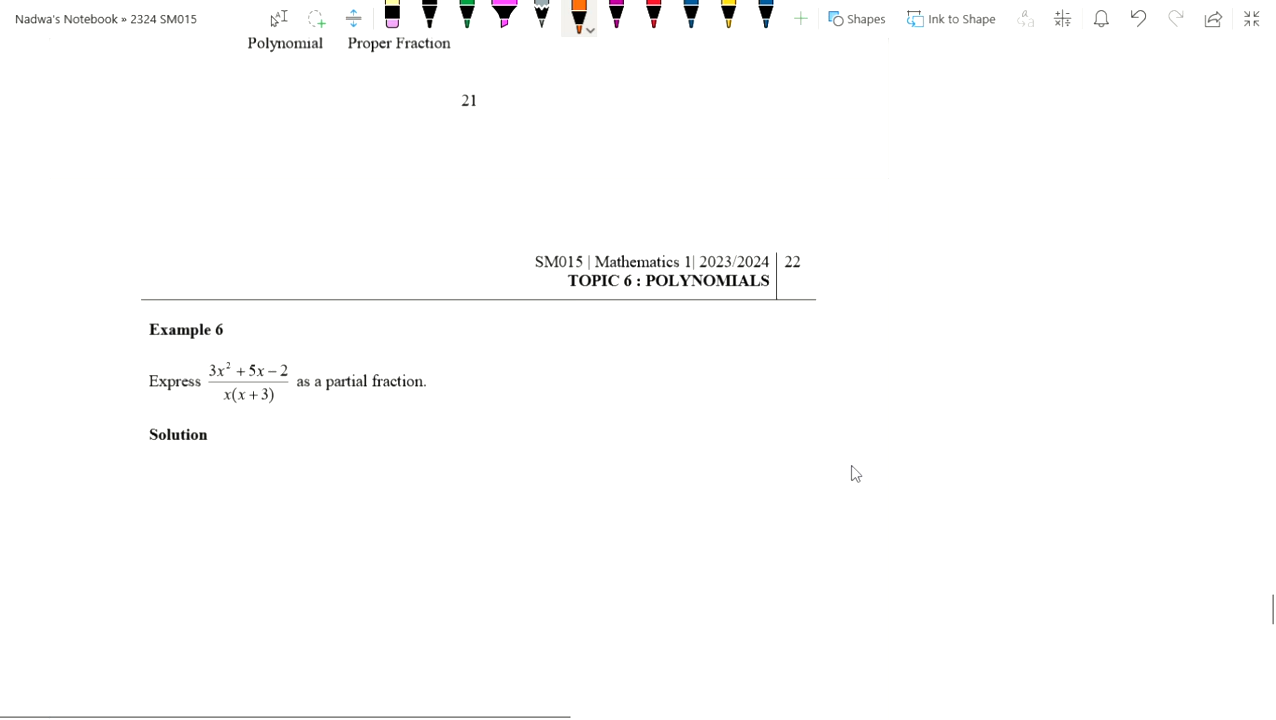 Nadwa's Notebook » 2324 SM015
Shapes
Ink to Shape
Polynomial Proper Fraction
21
SM015 | Mathematics 1| 2023/2024 22
TOPIC 6 : POLYNOMIALS
Example 6
Express (3x² + 5x − 2)/(x(x + 3)) as a partial fraction.
Solution